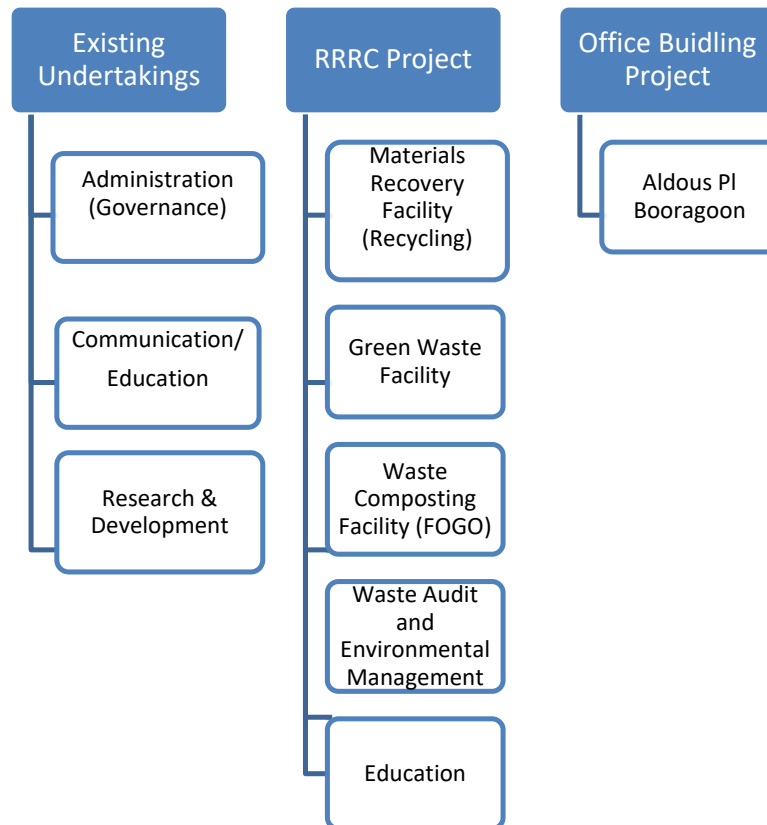 Existing
Undertakings
Administration
(Governance)
Communication/
Education
Research &
Development
RRRC Project
Materials
Recovery
Facility
(Recycling)
Green Waste
Facility
Waste
Composting
Facility (FOGO)
Waste Audit
and
Environmental
Management
Education
Office Buidling
Project
Aldous Pl
Booragoon